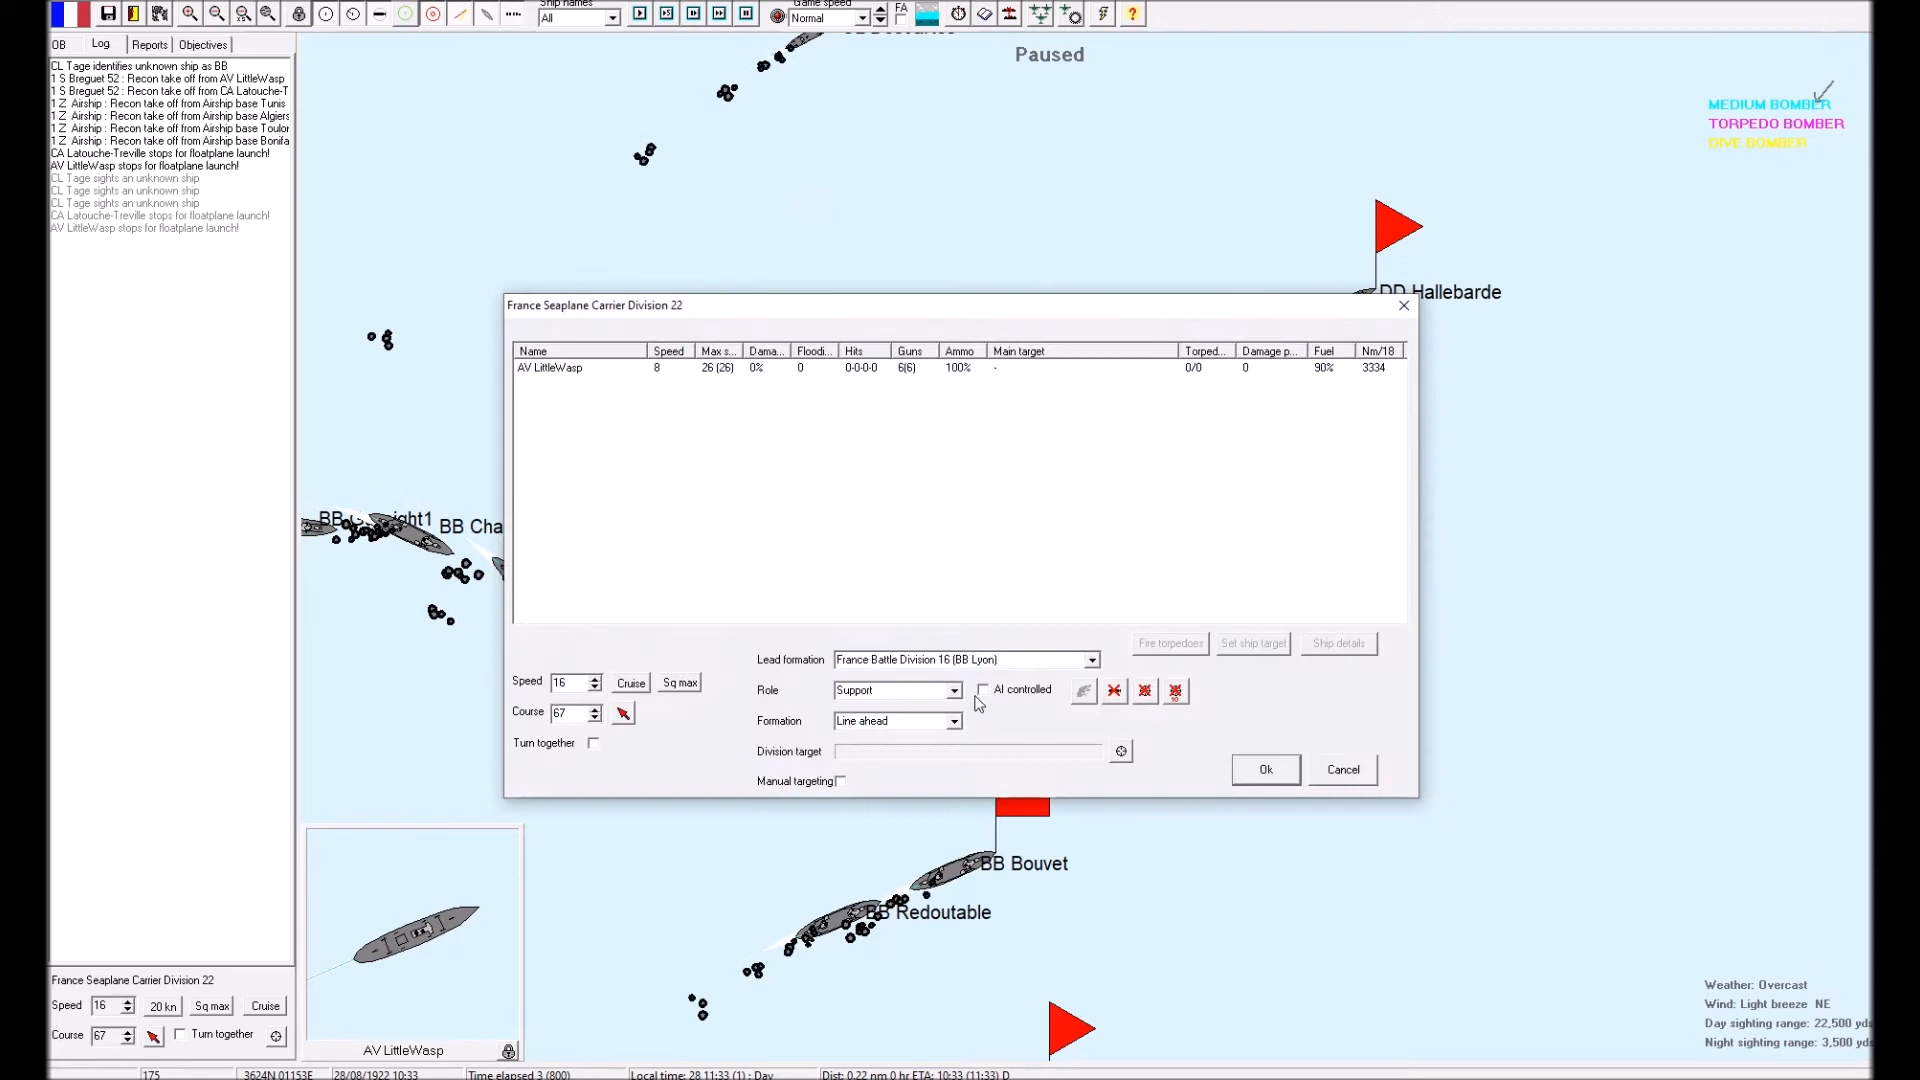 Ship names
Game speed
FA
All
Normal
OB
Log
Reports
Objectives
Paused
CL Tage identifies unknown ship as BB
1 S Breguet 52 : Recon take off from AV LittleWasp
1 S Breguet 52 : Recon take off from CA Latouche-T
1 Z Airship : Recon take off from Airship base Tunis
1 Z Airship : Recon take off from Airship base Algiers
1 Z Airship : Recon take off from Airship base Toulor
1 Z Airship : Recon take off from Airship base Bonifa
CA Latouche-Treville stops for floatplane launch!
AV LittleWasp stops for floatplane launch!
CL Tage sights an unknown ship
CL Tage sights an unknown ship
CL Tage sights an unknown ship
CA Latouche-Treville stops for floatplane launch!
AV LittleWasp stops for floatplane launch!
MEDIUM BOMBER
TORPEDO BOMBER
DIVE BOMBER
DD Hallebarde
France Seaplane Carrier Division 22
Name Speed Max s... Dama... Floodi... Hits Guns Ammo Main target Torped... Damage p... Fuel Nm/18
AV LittleWasp 8 26 (26) 0% 0 0-0-0-0 6(6) 100% - 0/0 0 90% 3334
BB Cha
Fire torpedoes
Set ship target
Ship details
Lead formation France Battle Division 16 (BB Lyon)
Speed 16 Cruise Sq max
Role Support AI controlled
10
Course 67
Formation Line ahead
Turn together
Division target
Manual targeting
Ok
Cancel
BB Bouvet
BB Redoutable
AV LittleWasp
France Seaplane Carrier Division 22
Speed 16 20 kn Sq max Cruise
Course 67 Turn together
Weather: Overcast
Wind: Light breeze NE
Day sighting range: 22,500 yds
Night sighting range: 3,500 yds
175
3624N 01153E
28/08/1922 10:33
Time elapsed 3 (800)
Local time: 28 11:33 (1) : Day
Dist: 0,22 nm 0 hr ETA: 10:33 (11:33) D